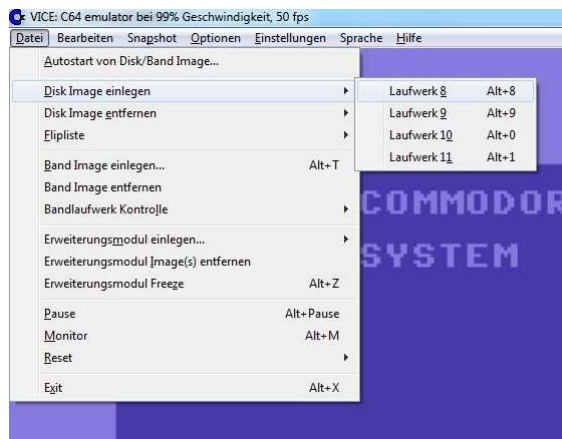 VICE: C64 emulator bei 99% Geschwindigkeit, 50 fps
Datei Bearbeiten Snapshot Optionen Einstellungen Sprache Hilfe
Autostart von Disk/Band Image...
Disk Image einlegen
Laufwerk 8 Alt+8
Disk Image entfernen
Laufwerk 9 Alt+9
Flipliste
Laufwerk 10 Alt+0
Laufwerk 11 Alt+1
Band Image einlegen... Alt+T
Band Image entfernen
Bandlaufwerk Kontrolle
COMMODOR
Erweiterungsmodul einlegen...
SYSTEM
Erweiterungsmodul Image(s) entfernen
Erweiterungsmodul Freeze Alt+Z
Pause Alt+Pause
Monitor Alt+M
Reset
Exit Alt+X